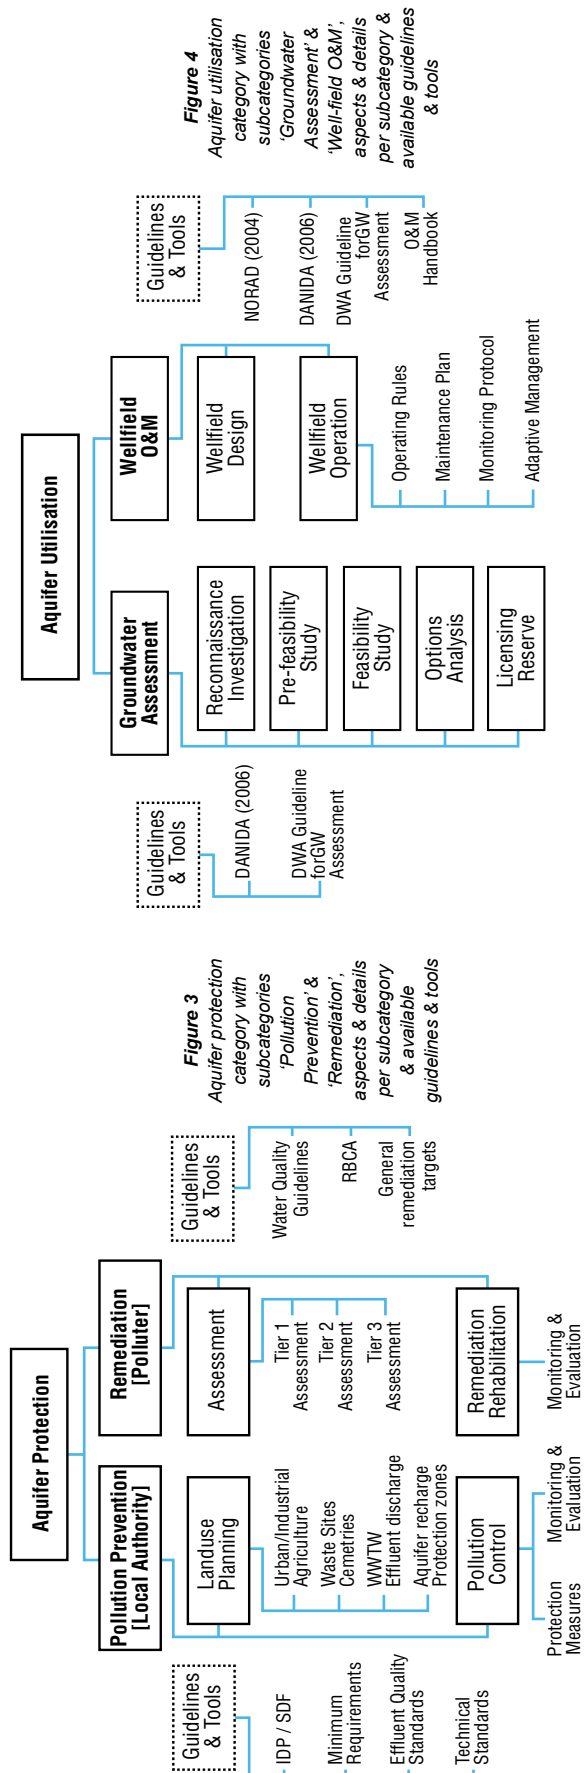 Aquifer Protection
Guidelines
& Tools
IDP / SDF
Minimum
Requirements
Effluent Quality
Standards
Technical
Standards
Pollution Prevention
[Local Authority]
Landuse
Planning
Urban/Industrial
Agriculture
Waste Sites
Cemetries
WWTW
Effluent discharge
Aquifer recharge
Protection zones
Pollution
Control
Protection
Measures
Monitoring &
Evaluation
Remediation
[Polluter]
Assessment
Tier 1
Assessment
Tier 2
Assessment
Tier 3
Assessment
Remediation
Rehabilitation
Monitoring &
Evaluation
Guidelines
& Tools
Water Quality
Guidelines
RBCA
General
remediation
targets
Figure 3
Aquifer protection
category with
subcategories
‘Pollution
Prevention’ &
‘Remediation’,
aspects & details
per subcategory
& available
guidelines & tools
Aquifer Utilisation
Guidelines
& Tools
DANIDA (2006)
DWA Guideline
forGW
Assessment
Groundwater
Assessment
Reconnaissance
Investigation
Pre-feasibility
Study
Feasibility
Study
Options
Analysis
Licensing
Reserve
Wellfield
O&M
Wellfield
Design
Wellfield
Operation
Operating Rules
Maintenance Plan
Monitoring Protocol
Adaptive Management
Guidelines
& Tools
NORAD (2004)
DANIDA (2006)
DWA Guideline
forGW
Assessment
O&M
Handbook
Figure 4
Aquifer utilisation
category with
subcategories
‘Groundwater
Assessment’ &
‘Well-field O&M’,
aspects & details
per subcategory &
available guidelines
& tools